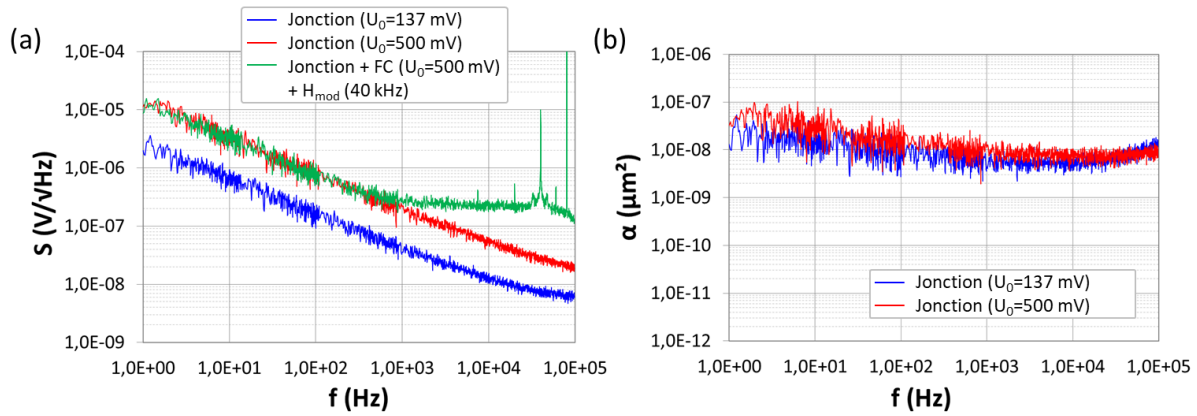 (a)
Jonction (U0=137 mV)
Jonction (U0=500 mV)
Jonction + FC (U0=500 mV)
+ Hmod (40 kHz)
S (V/√Hz)
1,0E-04
1,0E-05
1,0E-06
1,0E-07
1,0E-08
1,0E-09
1,0E+00 1,0E+01 1,0E+02 1,0E+03 1,0E+04 1,0E+05
f (Hz)
(b)
α (µm²)
1,0E-06
1,0E-07
1,0E-08
1,0E-09
1,0E-10
1,0E-11
1,0E-12
Jonction (U0=137 mV)
Jonction (U0=500 mV)
1,0E+00 1,0E+01 1,0E+02 1,0E+03 1,0E+04 1,0E+05
f (Hz)